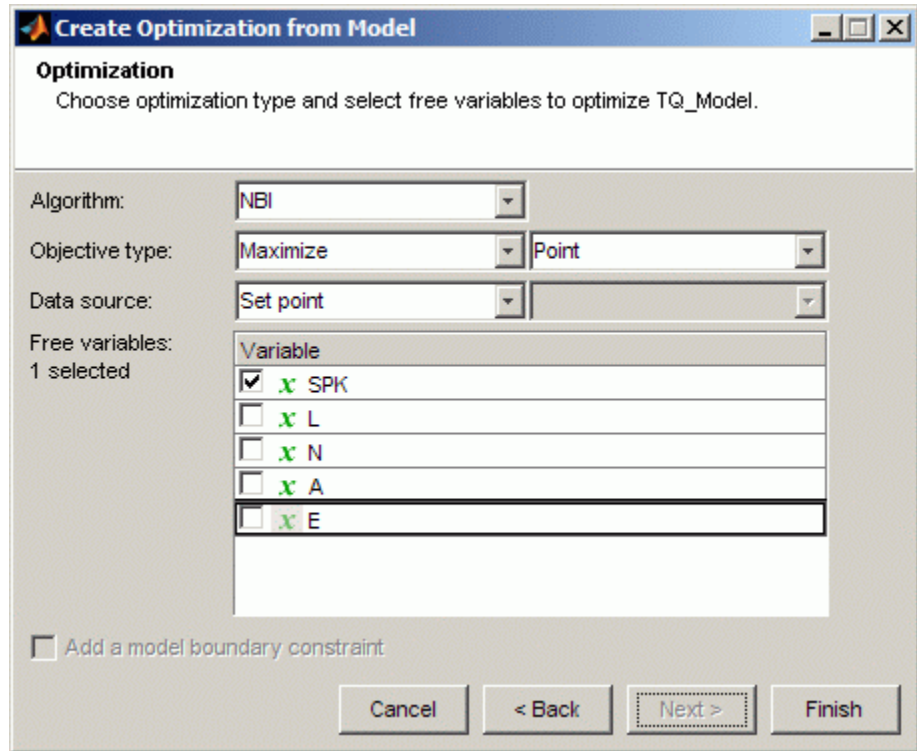 Create Optimization from Model
Optimization
Choose optimization type and select free variables to optimize TQ_Model.
Algorithm: NBI
Objective type: Maximize Point
Data source: Set point
Free variables:
1 selected
Variable
x SPK
x L
x N
x A
x E
Add a model boundary constraint
Cancel < Back Next > Finish